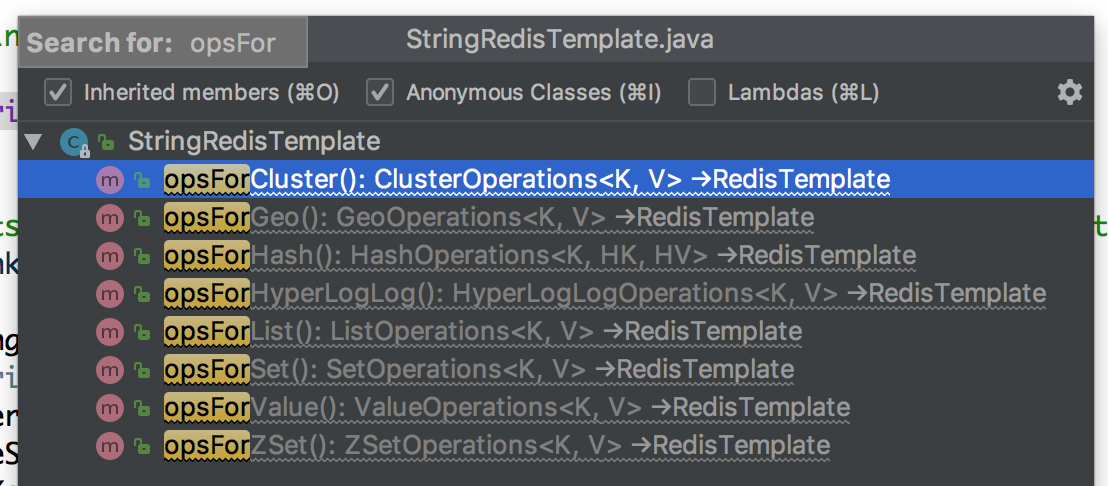 Search for: opsFor
StringRedisTemplate.java
Inherited members (⌘O) Anonymous Classes (⌘I) Lambdas (⌘L)
StringRedisTemplate
m opsForCluster(): ClusterOperations<K, V> →RedisTemplate
m opsForGeo(): GeoOperations<K, V> →RedisTemplate
m opsForHash(): HashOperations<K, HK, HV> →RedisTemplate
m opsForHyperLogLog(): HyperLogLogOperations<K, V> →RedisTemplate
m opsForList(): ListOperations<K, V> →RedisTemplate
m opsForSet(): SetOperations<K, V> →RedisTemplate
m opsForValue(): ValueOperations<K, V> →RedisTemplate
m opsForZSet(): ZSetOperations<K, V> →RedisTemplate